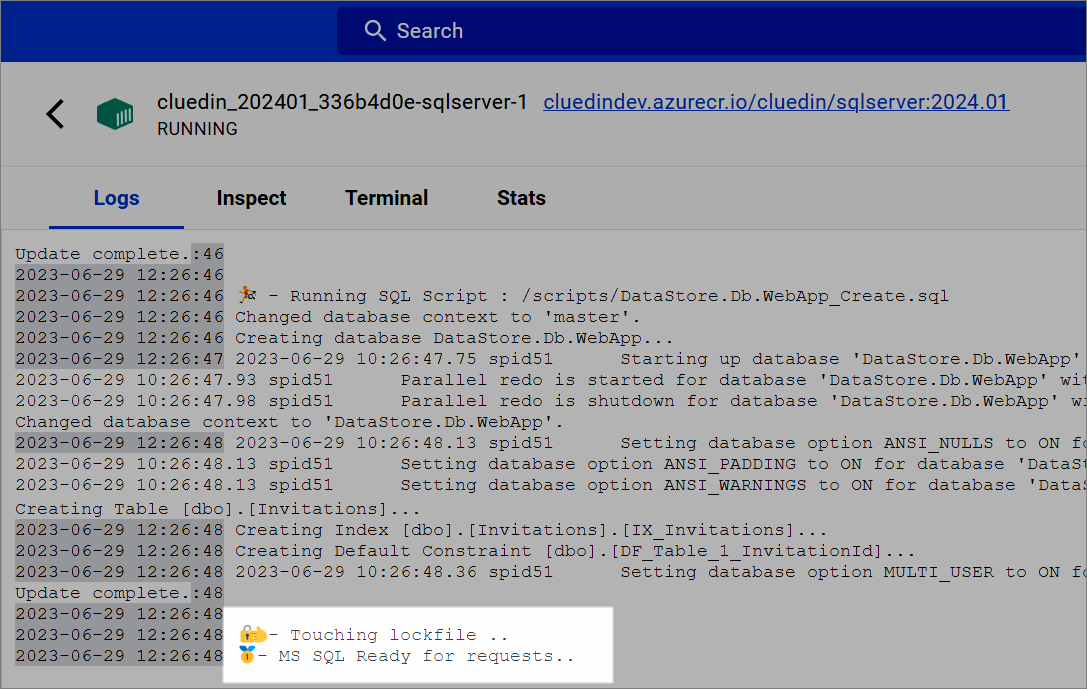 Search
cluedin_202401_336b4d0e-sqlserver-1 cluedindev.azurecr.io/cluedin/sqlserver:2024.01
RUNNING
Logs Inspect Terminal Stats
Update complete.:46
2023-06-29 12:26:46
2023-06-29 12:26:46 🏃 - Running SQL Script : /scripts/DataStore.Db.WebApp_Create.sql
2023-06-29 12:26:46 Changed database context to 'master'.
2023-06-29 12:26:46 Creating database DataStore.Db.WebApp...
2023-06-29 12:26:47 2023-06-29 10:26:47.75 spid51 Starting up database 'DataStore.Db.WebApp'
2023-06-29 10:26:47.93 spid51 Parallel redo is started for database 'DataStore.Db.WebApp' wit
2023-06-29 10:26:47.98 spid51 Parallel redo is shutdown for database 'DataStore.Db.WebApp' wi
Changed database context to 'DataStore.Db.WebApp'.
2023-06-29 12:26:48 2023-06-29 10:26:48.13 spid51 Setting database option ANSI_NULLS to ON fo
2023-06-29 10:26:48.13 spid51 Setting database option ANSI_PADDING to ON for database 'DataSt
2023-06-29 10:26:48.13 spid51 Setting database option ANSI_WARNINGS to ON for database 'Datas
Creating Table [dbo].[Invitations]...
2023-06-29 12:26:48 Creating Index [dbo].[Invitations].[IX_Invitations]...
2023-06-29 12:26:48 Creating Default Constraint [dbo].[DF_Table_1_InvitationId]...
2023-06-29 12:26:48 2023-06-29 10:26:48.36 spid51 Setting database option MULTI_USER to ON fo
Update complete.:48
2023-06-29 12:26:48
2023-06-29 12:26:48 🔒👍- Touching lockfile ..
2023-06-29 12:26:48 🥇- MS SQL Ready for requests..